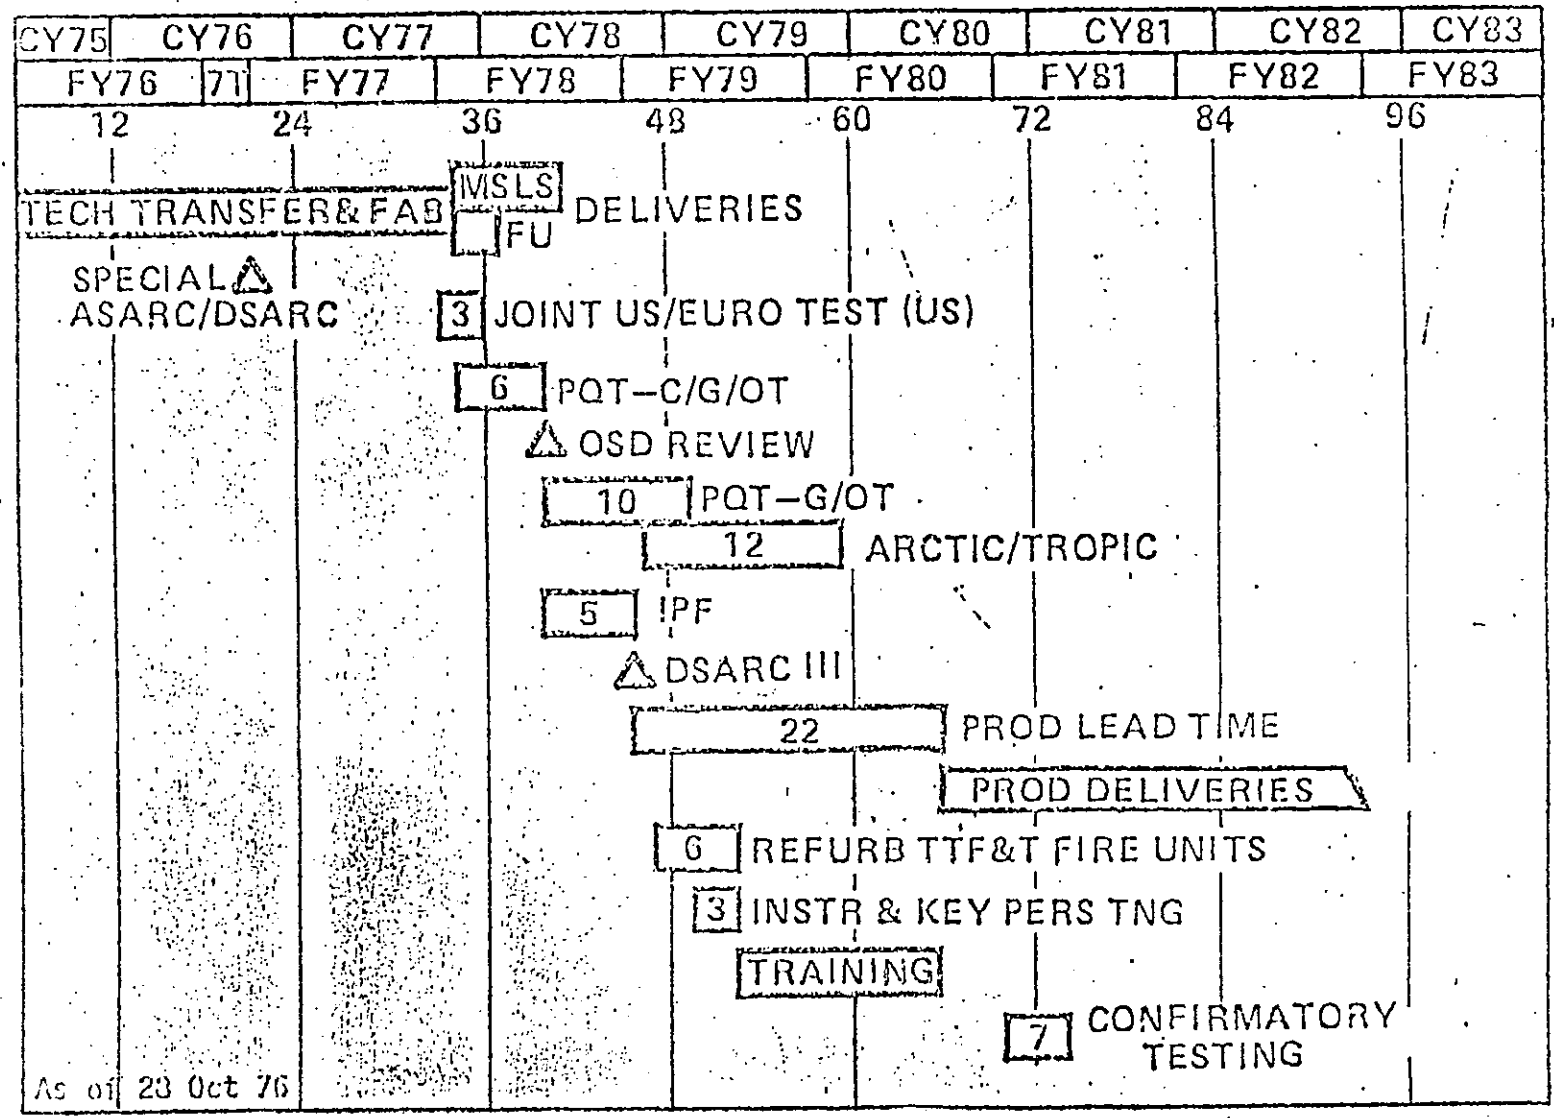 CY75 CY76 CY77 CY78 CY79 CY80 CY81 CY82 CY83
FY76 7T FY77 FY78 FY79 FY80 FY81 FY82 FY83
12 24 36 48 60 72 84 96
MSLS
TECH TRANSFER & FAB DELIVERIES
FU
SPECIAL
ASARC/DSARC
3 JOINT US/EURO TEST (US)
6 PQT-C/G/OT
OSD REVIEW
10 PQT-G/OT
12 ARCTIC/TROPIC
5 IPF
DSARC III
22 PROD LEAD TIME
PROD DELIVERIES
6 REFURB TTF&T FIRE UNITS
3 INSTR & KEY PERS TNG
TRAINING
7 CONFIRMATORY
TESTING
As of 28 Oct 76